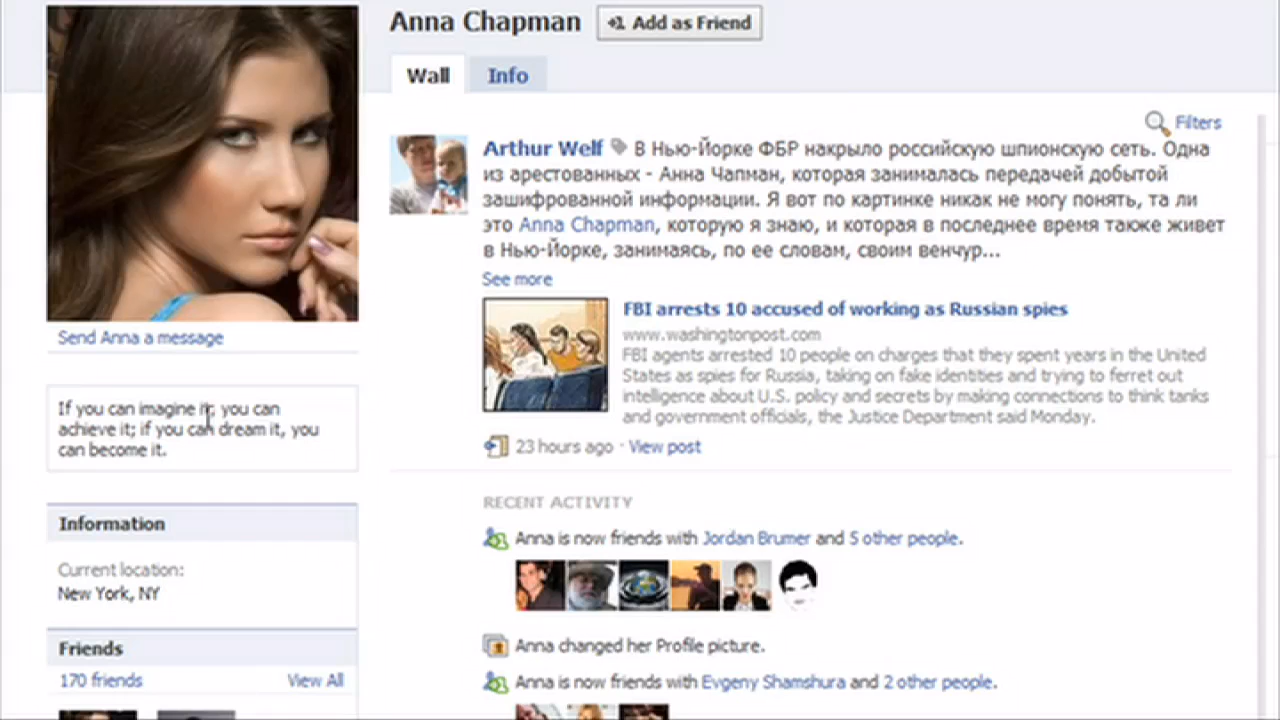 Anna Chapman
+1 Add as Friend
Wall
Info
Filters
Arthur Welf В Нью-Йорке ФБР накрыло российскую шпионскую сеть. Одна
из арестованных - Анна Чапман, которая занималась передачей добытой
зашифрованной информации. Я вот по картинке никак не могу понять, та ли
это Anna Chapman, которую я знаю, и которая в последнее время также живет
в Нью-Йорке, занимаясь, по ее словам, своим венчур...
See more
FBI arrests 10 accused of working as Russian spies
www.washingtonpost.com
FBI agents arrested 10 people on charges that they spent years in the United
States as spies for Russia, taking on fake identities and trying to ferret out
intelligence about U.S. policy and secrets by making connections to think tanks
and government officials, the Justice Department said Monday.
23 hours ago · View post
RECENT ACTIVITY
Anna is now friends with Jordan Brumer and 5 other people.
Anna changed her Profile picture.
Anna is now friends with Evgeny Shamshura and 2 other people.
Send Anna a message
If you can imagine it; you can
achieve it; if you can dream it, you
can become it.
Information
Current location:
New York, NY
Friends
170 friends
View All